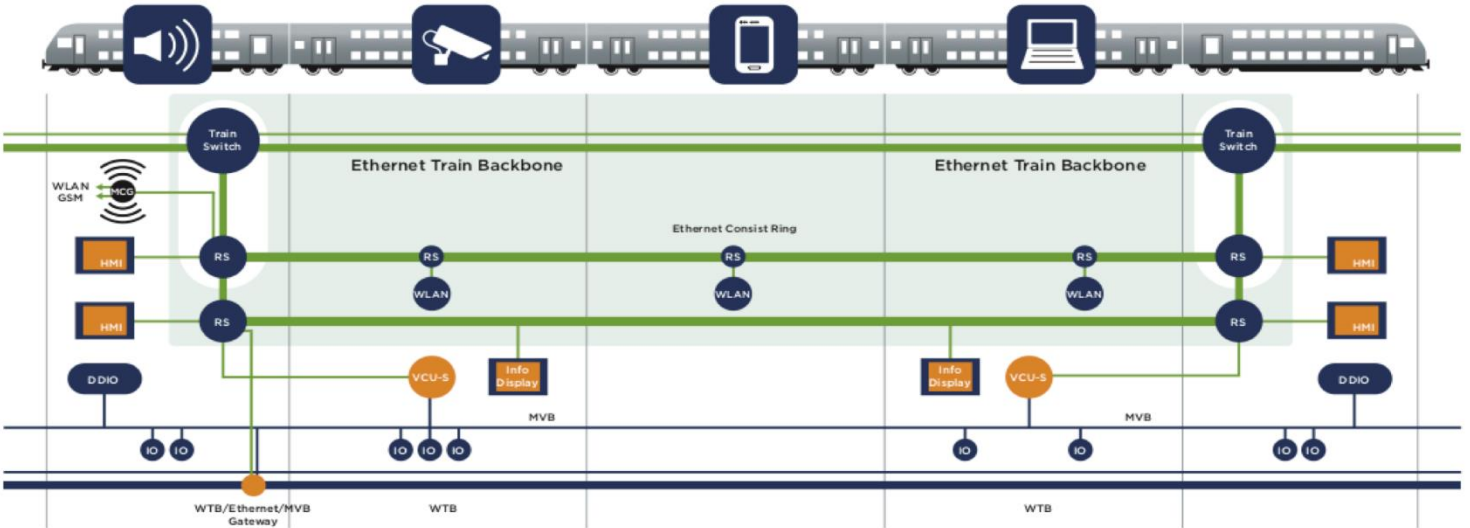 Train
Switch
Train
Switch
Ethernet Train Backbone
Ethernet Train Backbone
WLAN
GSM
MCG
Ethernet Consist Ring
HMI
RS
RS
RS
RS
RS
HMI
WLAN
WLAN
WLAN
HMI
RS
RS
HMI
DDIO
VCU-S
Info
Display
Info
Display
VCU-S
DDIO
MVB
MVB
IO
IO
IO
IO
IO
IO
IO
IO
IO
WTB/Ethernet/MVB
Gateway
WTB
WTB